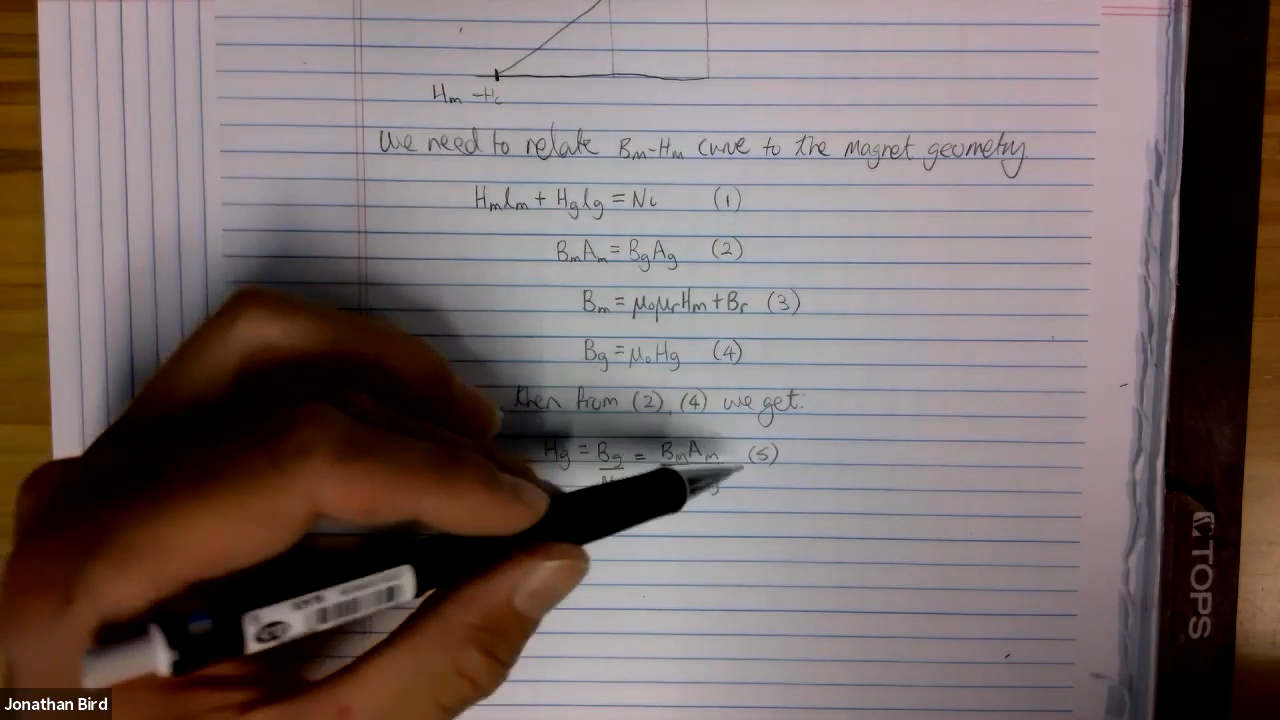 Hm -Hc
We need to relate Bm-Hm curve to the magnet geometry
Hmlm + Hglg = Ni (1)
BmAm = BgAg (2)
Bm = μ0μrHm + Br (3)
Bg = μ0Hg (4)
, then from (2), (4) we get:
Hg = Bg = BmAm (5)
TOPS
Jonathan Bird